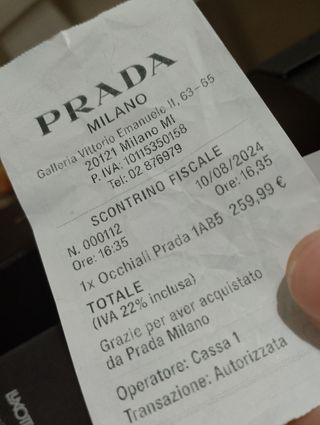 PRADA
MILANO
Galleria Vittorio Emanuele II, 63-65
20121 Milano MI
P. IVA: 10115350158
Tel: 02 876979
SCONTRINO FISCALE
N. 000112 10/08/2024
Ore: 16:35 Ore: 16,35
1x Occhiali Prada 1AB5 259,99 €
TOTALE
(IVA 22% inclusa)
Grazie per aver acquistato
da Prada Milano
Operatore: Cassa 1
Transazione: Autorizzata